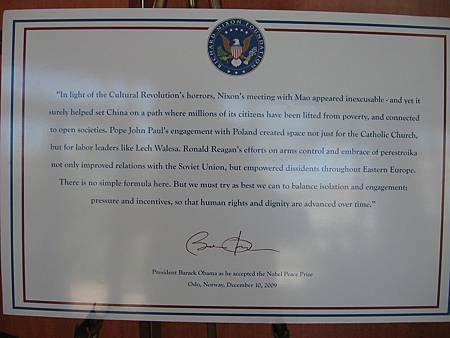 RICHARD NIXON FOUNDATION
"In light of the Cultural Revolution's horrors, Nixon's meeting with Mao appeared inexcusable - and yet it
surely helped set China on a path where millions of its citizens have been lifted from poverty, and connected
to open societies. Pope John Paul's engagement with Poland created space not just for the Catholic Church,
but for labor leaders like Lech Walesa. Ronald Reagan's efforts on arms control and embrace of perestroika
not only improved relations with the Soviet Union, but empowered dissidents throughout Eastern Europe.
There is no simple formula here. But we must try as best we can to balance isolation and engagement;
pressure and incentives, so that human rights and dignity are advanced over time."
President Barack Obama as he accepted the Nobel Peace Prize
Oslo, Norway, December 10, 2009